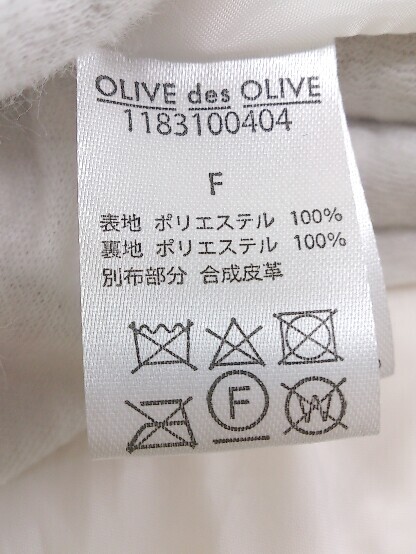 OLIVE des OLIVE
1183100404
F
表地 ポリエステル 100%
裏地 ポリエステル 100%
別布部分 合成皮革
F
W